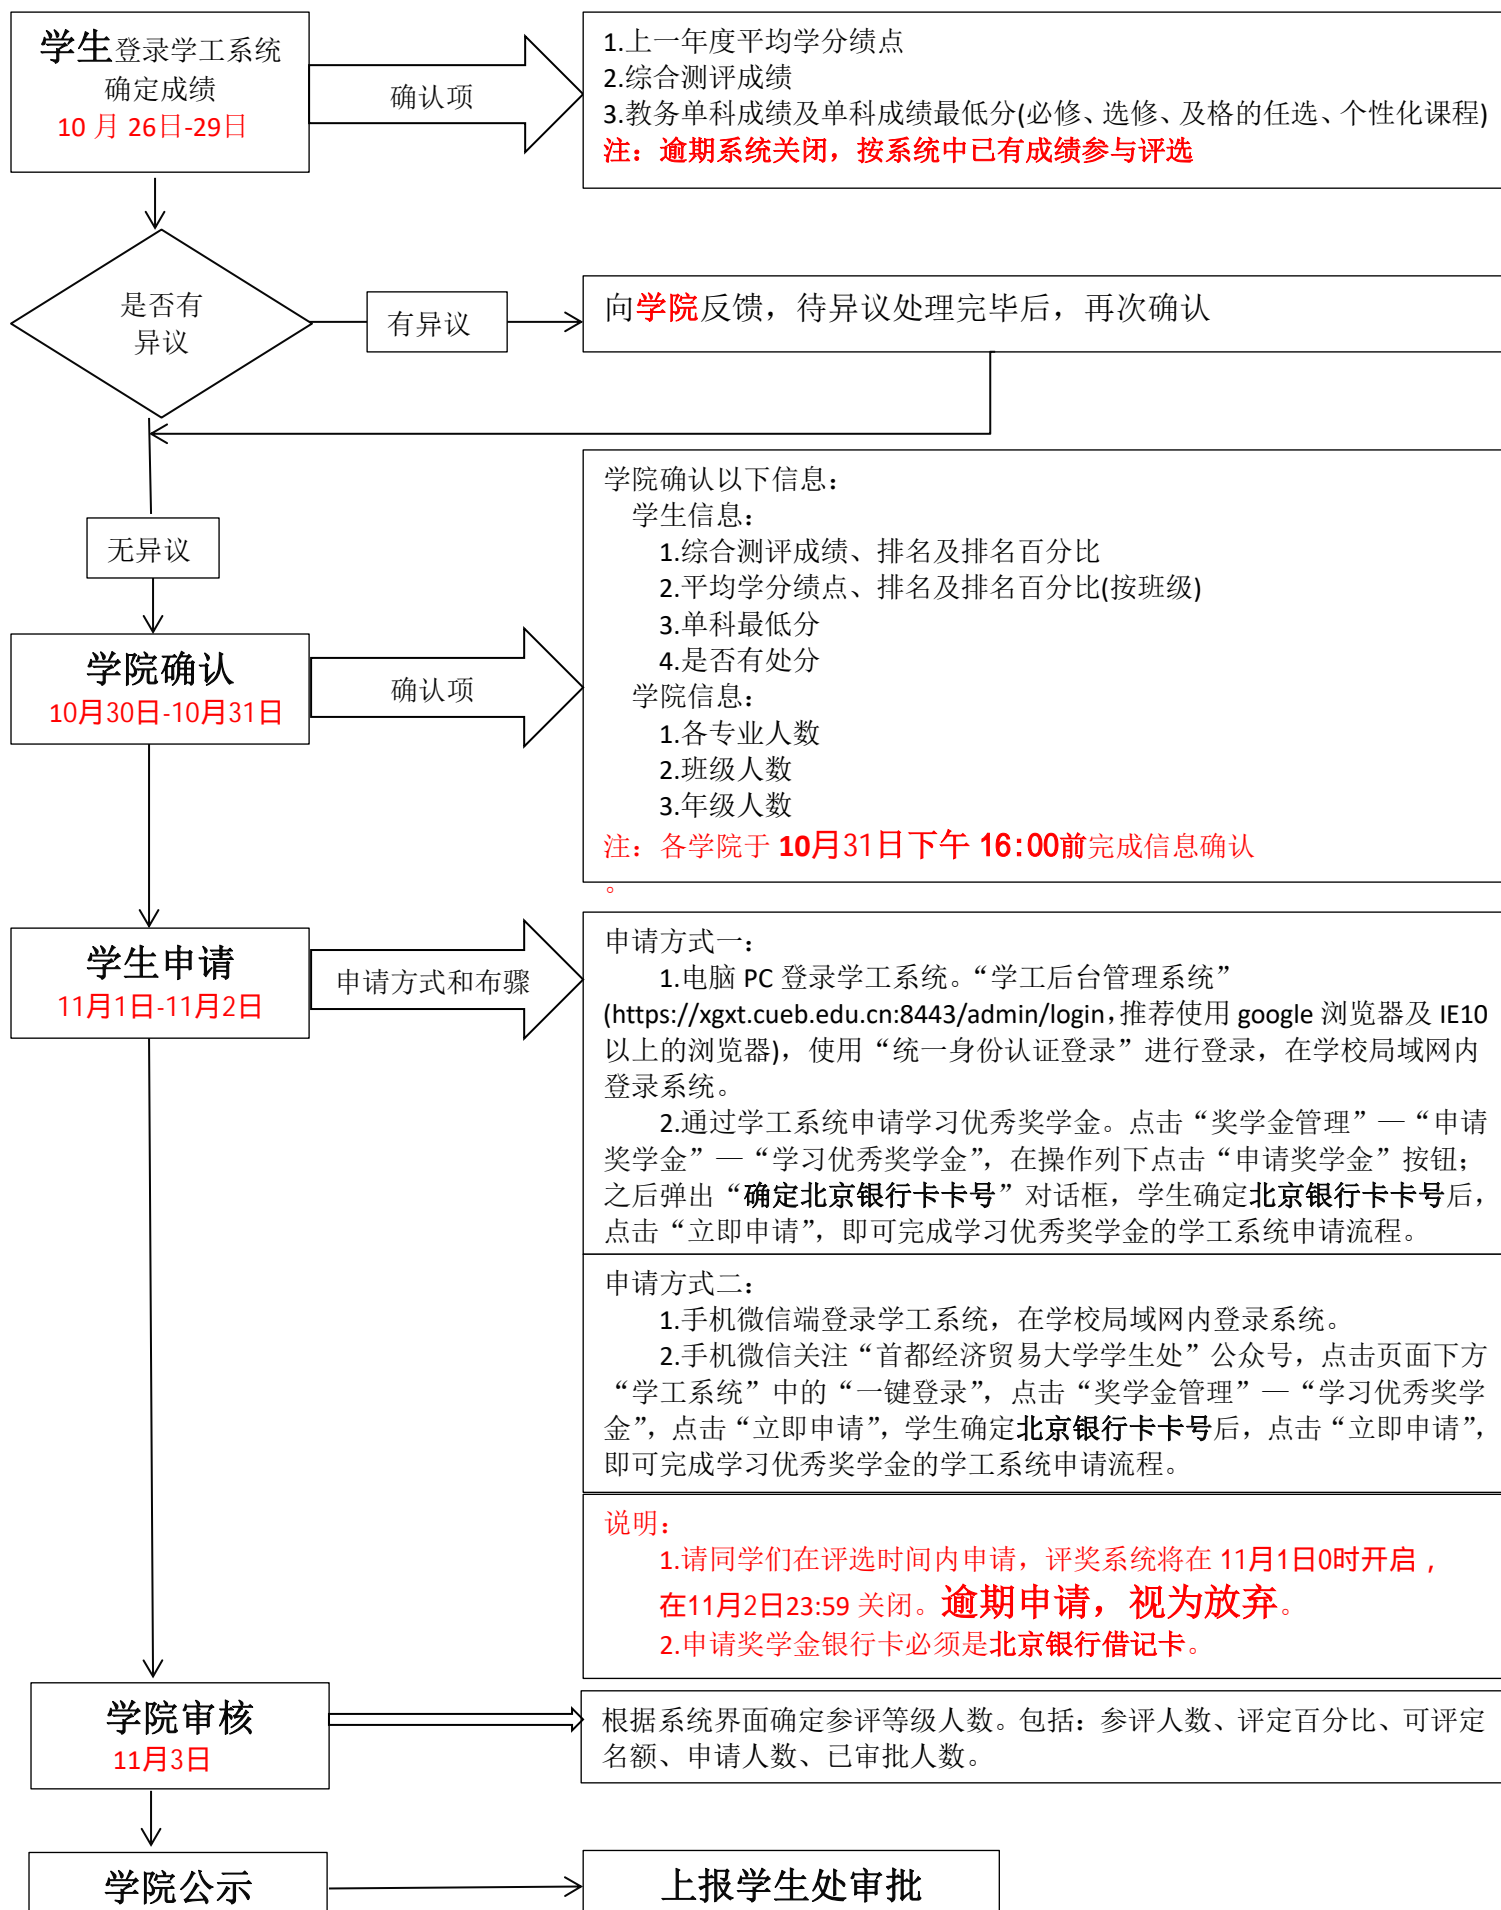 学生登录学工系统
确定成绩
10 月 26日-29日
确认项
1.上一年度平均学分绩点
2.综合测评成绩
3.教务单科成绩及单科成绩最低分(必修、选修、及格的任选、个性化课程)
注：逾期系统关闭，按系统中已有成绩参与评选
是否有
异议
有异议
向学院反馈，待异议处理完毕后，再次确认
无异议
学院确认
10月30日-10月31日
确认项
学院确认以下信息：
学生信息：
1.综合测评成绩、排名及排名百分比
2.平均学分绩点、排名及排名百分比(按班级)
3.单科最低分
4.是否有处分
学院信息：
1.各专业人数
2.班级人数
3.年级人数
注：各学院于 10月31日下午 16:00前完成信息确认
。
学生申请
11月1日-11月2日
申请方式和布骤
申请方式一：
1.电脑 PC 登录学工系统。“学工后台管理系统”
(https://xgxt.cueb.edu.cn:8443/admin/login，推荐使用 google 浏览器及 IE10
以上的浏览器)，使用“统一身份认证登录”进行登录，在学校局域网内
登录系统。
2.通过学工系统申请学习优秀奖学金。点击“奖学金管理”—“申请
奖学金”—“学习优秀奖学金”，在操作列下点击“申请奖学金”按钮；
之后弹出“确定北京银行卡卡号”对话框，学生确定北京银行卡卡号后，
点击“立即申请”，即可完成学习优秀奖学金的学工系统申请流程。
申请方式二：
1.手机微信端登录学工系统，在学校局域网内登录系统。
2.手机微信关注“首都经济贸易大学学生处”公众号，点击页面下方
“学工系统”中的“一键登录”，点击“奖学金管理”—“学习优秀奖学
金”，点击“立即申请”，学生确定北京银行卡卡号后，点击“立即申请”，
即可完成学习优秀奖学金的学工系统申请流程。
说明：
1.请同学们在评选时间内申请，评奖系统将在 11月1日0时开启，
在11月2日23:59 关闭。逾期申请，视为放弃。
2.申请奖学金银行卡必须是北京银行借记卡。
学院审核
11月3日
根据系统界面确定参评等级人数。包括：参评人数、评定百分比、可评定
名额、申请人数、已审批人数。
学院公示
上报学生处审批